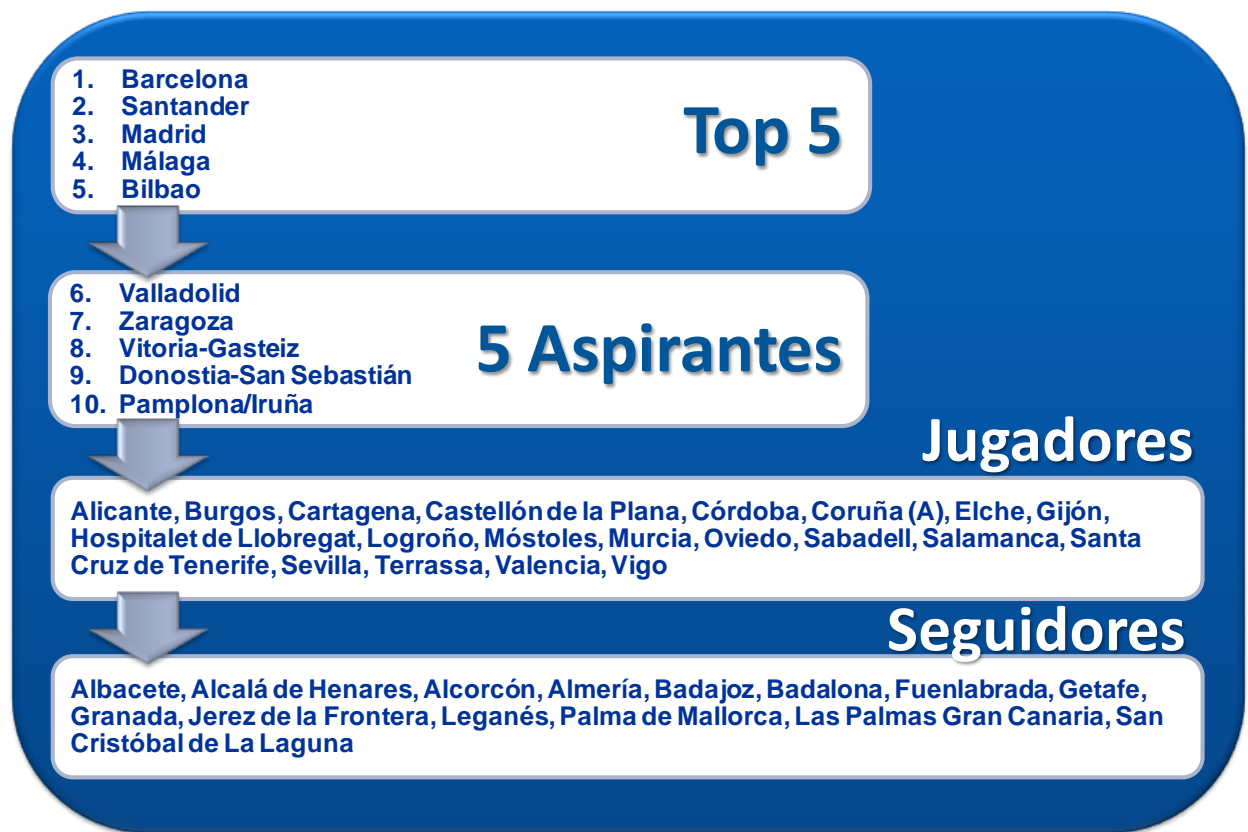 1. Barcelona
2. Santander
3. Madrid
4. Málaga
5. Bilbao
Top 5
6. Valladolid
7. Zaragoza
8. Vitoria-Gasteiz
9. Donostia-San Sebastián
10. Pamplona/Iruña
5 Aspirantes
Jugadores
Alicante, Burgos, Cartagena, Castellón de la Plana, Córdoba, Coruña (A), Elche, Gijón,
Hospitalet de Llobregat, Logroño, Móstoles, Murcia, Oviedo, Sabadell, Salamanca, Santa
Cruz de Tenerife, Sevilla, Terrassa, Valencia, Vigo
Seguidores
Albacete, Alcalá de Henares, Alcorcón, Almería, Badajoz, Badalona, Fuenlabrada, Getafe,
Granada, Jerez de la Frontera, Leganés, Palma de Mallorca, Las Palmas Gran Canaria, San
Cristóbal de La Laguna